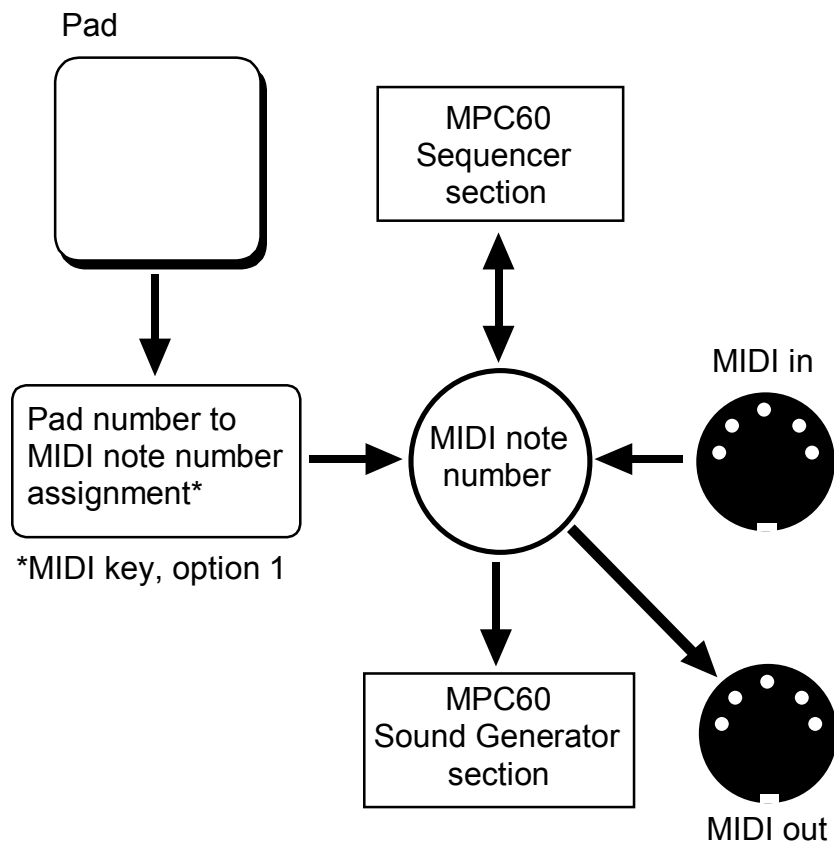 Pad
MPC60
Sequencer
section
MIDI in
Pad number to
MIDI note number
assignment*
MIDI note
number
*MIDI key, option 1
MPC60
Sound Generator
section
MIDI out